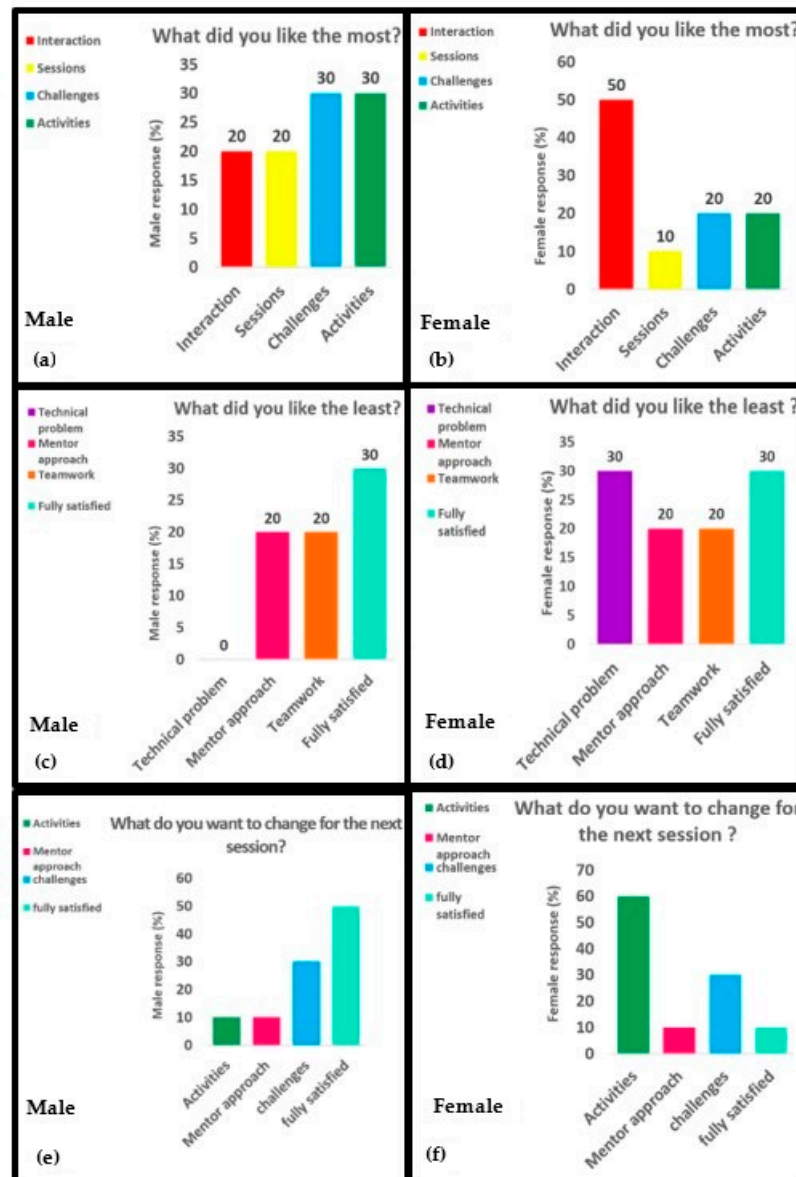 What did you like the most?
Interaction
Sessions
Challenges
Activities
Male response (%)
35
30
25
20
15
10
5
0
20
20
30
30
Interaction
Sessions
Challenges
Activities
Male
(a)
What did you like the most?
Interaction
Sessions
Challenges
Activities
Female response (%)
60
50
40
30
20
10
0
50
10
20
20
Interaction
Sessions
Challenges
Activities
Female
(b)
What did you like the least?
Technical
problem
Mentor
approach
Teamwork
Fully satisfied
Male response (%)
35
30
25
20
15
10
5
0
0
20
20
30
Technical problem
Mentor approach
Teamwork
Fully satisfied
Male
(c)
What did you like the least ?
Technical
problem
Mentor
approach
Teamwork
Fully
satisfied
Female response (%)
35
30
25
20
15
10
5
0
30
20
20
30
Technical problem
Mentor approach
Teamwork
Fully satisfied
Female
(d)
What do you want to change for the next
session?
Activities
Mentor
approach
challenges
fully satisfied
Male response (%)
60
50
40
30
20
10
0
Activities
Mentor approach
challenges
fully satisfied
Male
(e)
What do you want to change for
the next session ?
Activities
Mentor
approach
challenges
fully
satisfied
Female response (%)
70
60
50
40
30
20
10
0
Activities
Mentor approach
challenges
fully satisfied
Female
(f)